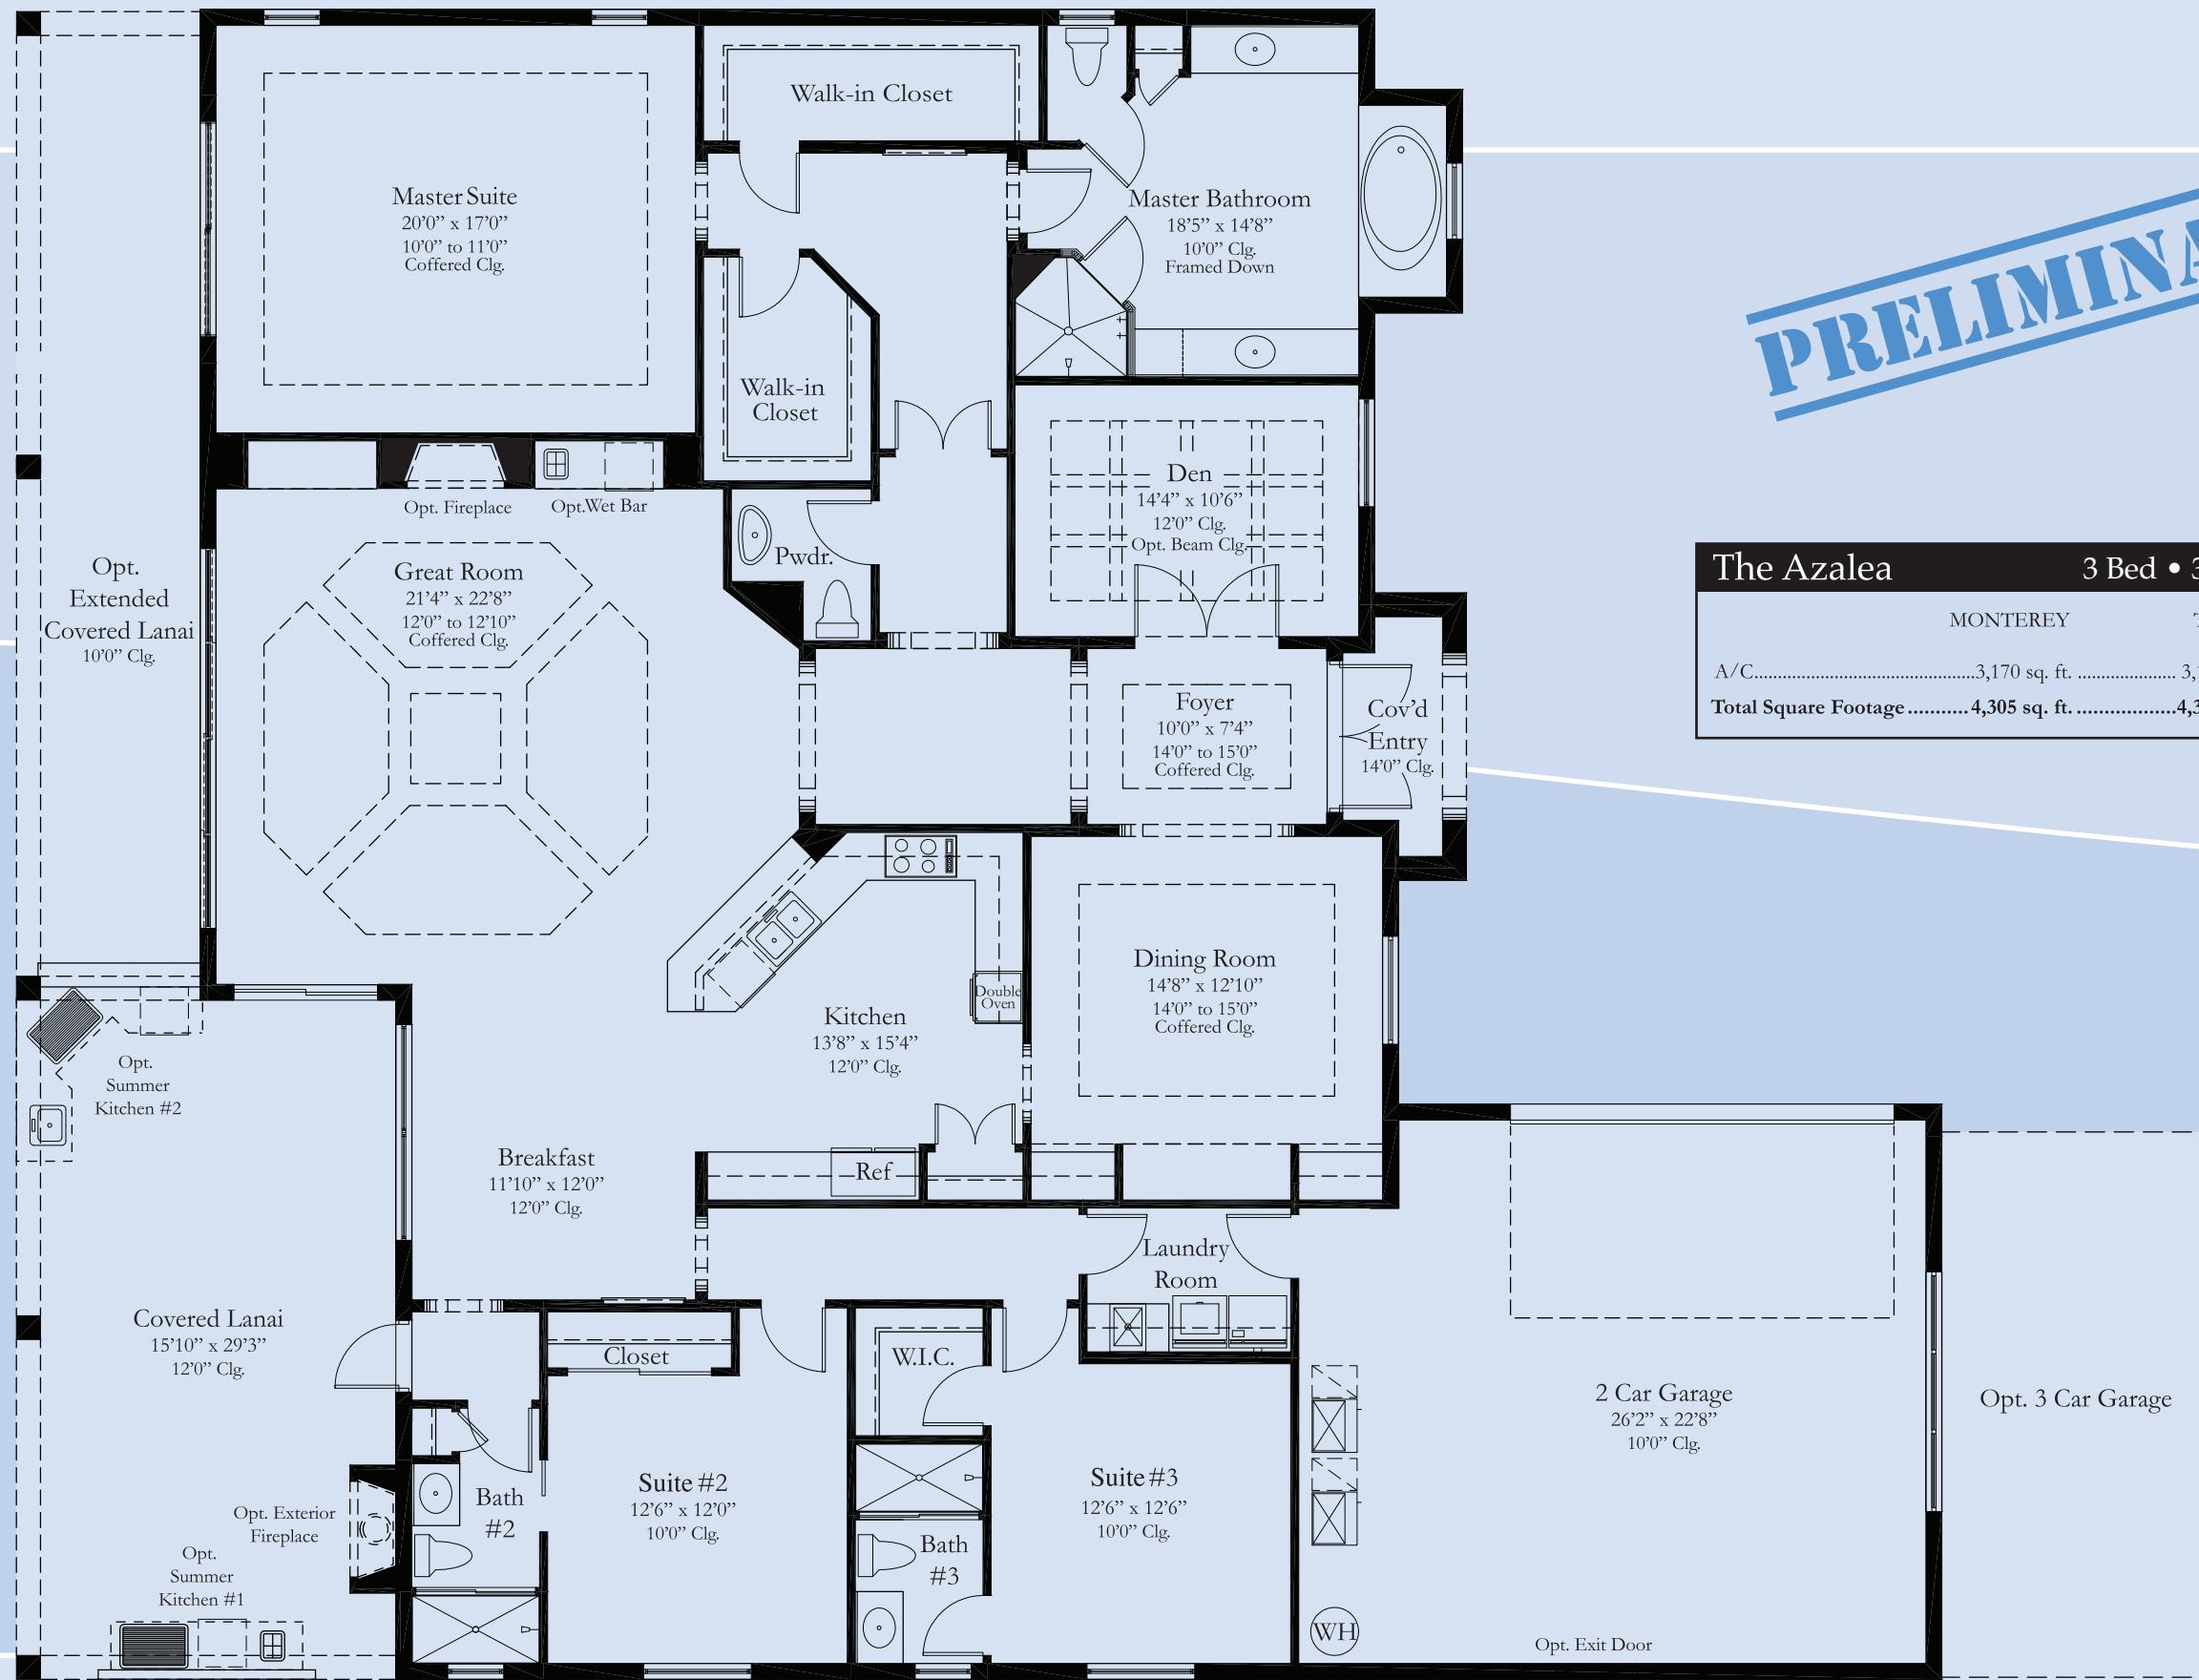 Walk-in Closet
Master Suite
20'0” x 17'0”
10'0” to 11'0”
Coffered Clg.
Master Bathroom
18'5” x 14'8”
10'0” Clg.
Framed Down
Walk-in
Closet
Opt. Fireplace
Opt.Wet Bar
Den
14'4” x 10'6”
12'0” Clg.
Opt. Beam Clg.
Pwdr.
Opt.
Extended
Covered Lanai
10'0” Clg.
Great Room
21'4” x 22'8”
12'0” to 12'10”
Coffered Clg.
Foyer
10'0” x 7'4”
14'0” to 15'0”
Coffered Clg.
Cov'd
Entry
14'0” Clg.
The Azalea 3 Bed • 3
MONTEREY T
A/C...............................................3,170 sq. ft. ..................... 3,
Total Square Footage ........... 4,305 sq. ft. ..................4,3
Dining Room
14'8” x 12'10”
14'0” to 15'0”
Coffered Clg.
Double
Oven
Kitchen
13'8” x 15'4”
12'0” Clg.
Opt.
Summer
Kitchen #2
Breakfast
11'10” x 12'0”
12'0” Clg.
Ref
Laundry
Room
Covered Lanai
15'10” x 29'3”
12'0” Clg.
Closet
W.I.C.
2 Car Garage
26'2” x 22'8”
10'0” Clg.
Opt. 3 Car Garage
Suite #2
12'6” x 12'0”
10'0” Clg.
Suite #3
12'6” x 12'6”
10'0” Clg.
Bath
#2
Opt. Exterior
Fireplace
Bath
#3
Opt.
Summer
Kitchen #1
WH
Opt. Exit Door